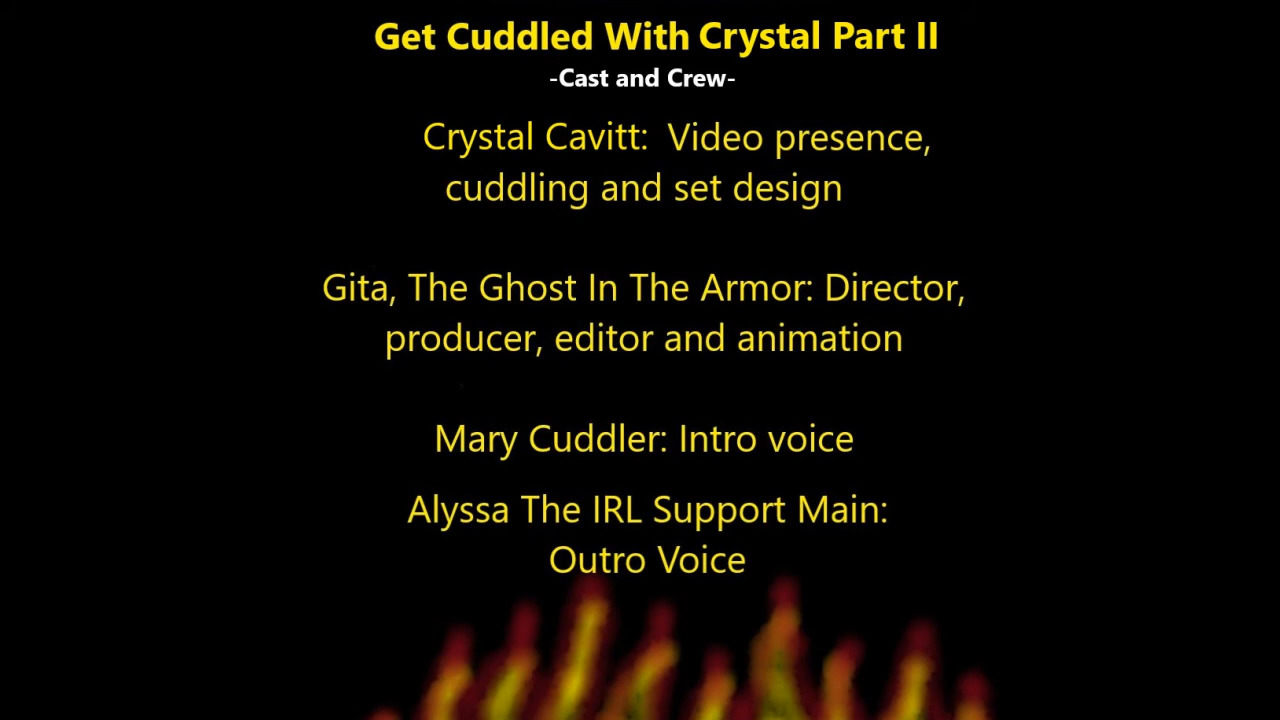 Get Cuddled With Crystal Part II
-Cast and Crew-
Crystal Cavitt: Video presence,
cuddling and set design
Gita, The Ghost In The Armor: Director,
producer, editor and animation
Mary Cuddler: Intro voice
Alyssa The IRL Support Main:
Outro Voice